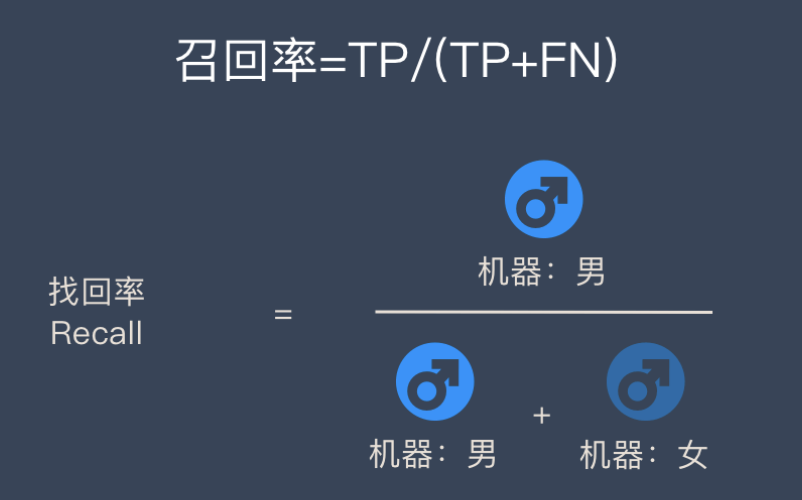 召回率=TP/(TP+FN)
机器：男
找回率
Recall
=
+
机器：男
机器：女